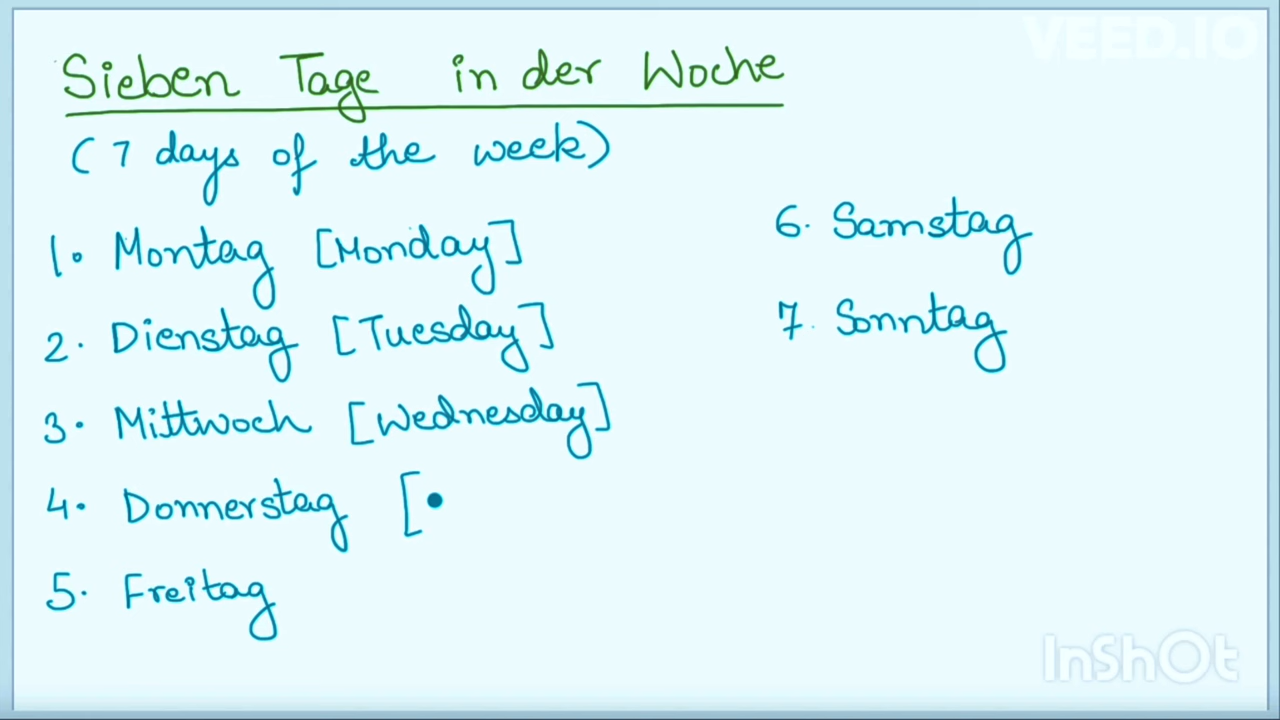 VEED.IO
Sieben Tage in der Woche
(7 days of the week)
1. Montag [Monday]
2. Dienstag [Tuesday]
3. Mittwoch [Wednesday]
4. Donnerstag [
5. Freitag
6. Samstag
7. Sonntag
InShOt